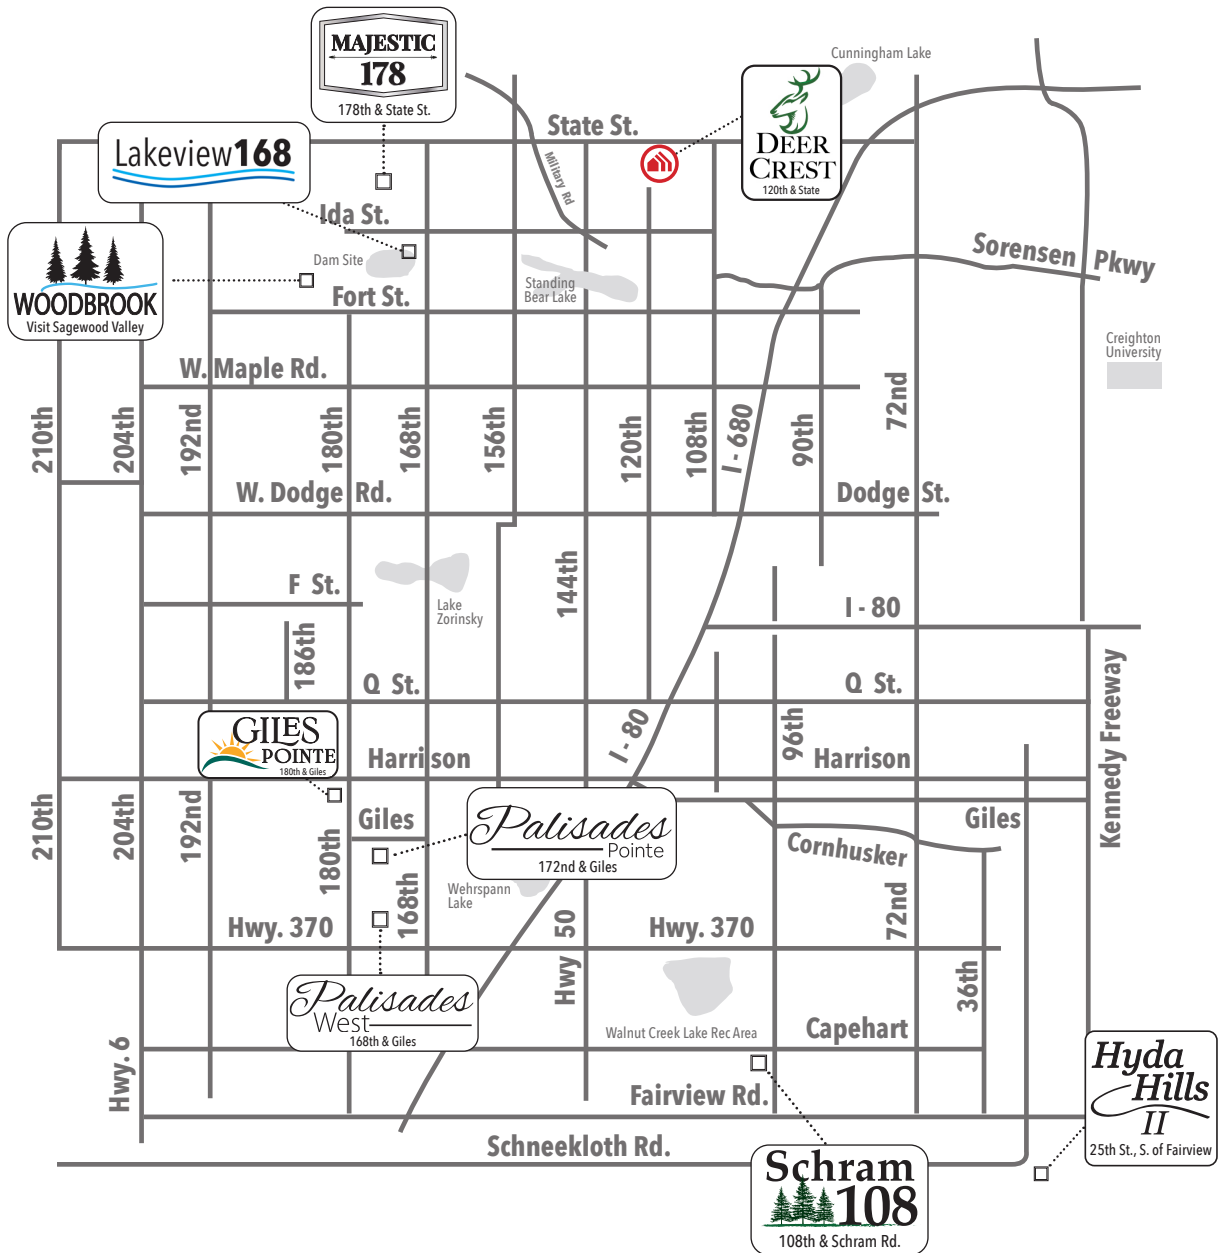 MAJESTIC
178
178th & State St.
Cunningham Lake
DEER
CREST
120th & State
State St.
Lakeview168
Military Rd
Ida St.
Dam Site
WOODBROOK
Visit Sagewood Valley
Standing
Bear Lake
Sorensen Pkwy
Fort St.
Creighton
University
W. Maple Rd.
210th
204th
192nd
180th
168th
156th
120th
108th
I - 680
90th
72nd
W. Dodge Rd.
Dodge St.
144th
F St.
Lake
Zorinsky
I - 80
186th
Q St.
Q St.
GILES
POINTE
180th & Giles
I - 80
96th
Kennedy Freeway
Harrison
Harrison
210th
204th
192nd
180th
Giles
Palisades
Pointe
172nd & Giles
Giles
Cornhusker
168th
Wehrspann
Lake
72nd
Hwy. 370
Hwy 50
Hwy. 370
36th
Palisades
West
168th & Giles
Walnut Creek Lake Rec Area
Capehart
Hwy. 6
Fairview Rd.
Hyda
Hills
II
25th St., S. of Fairview
Schneekloth Rd.
Schram
108
108th & Schram Rd.